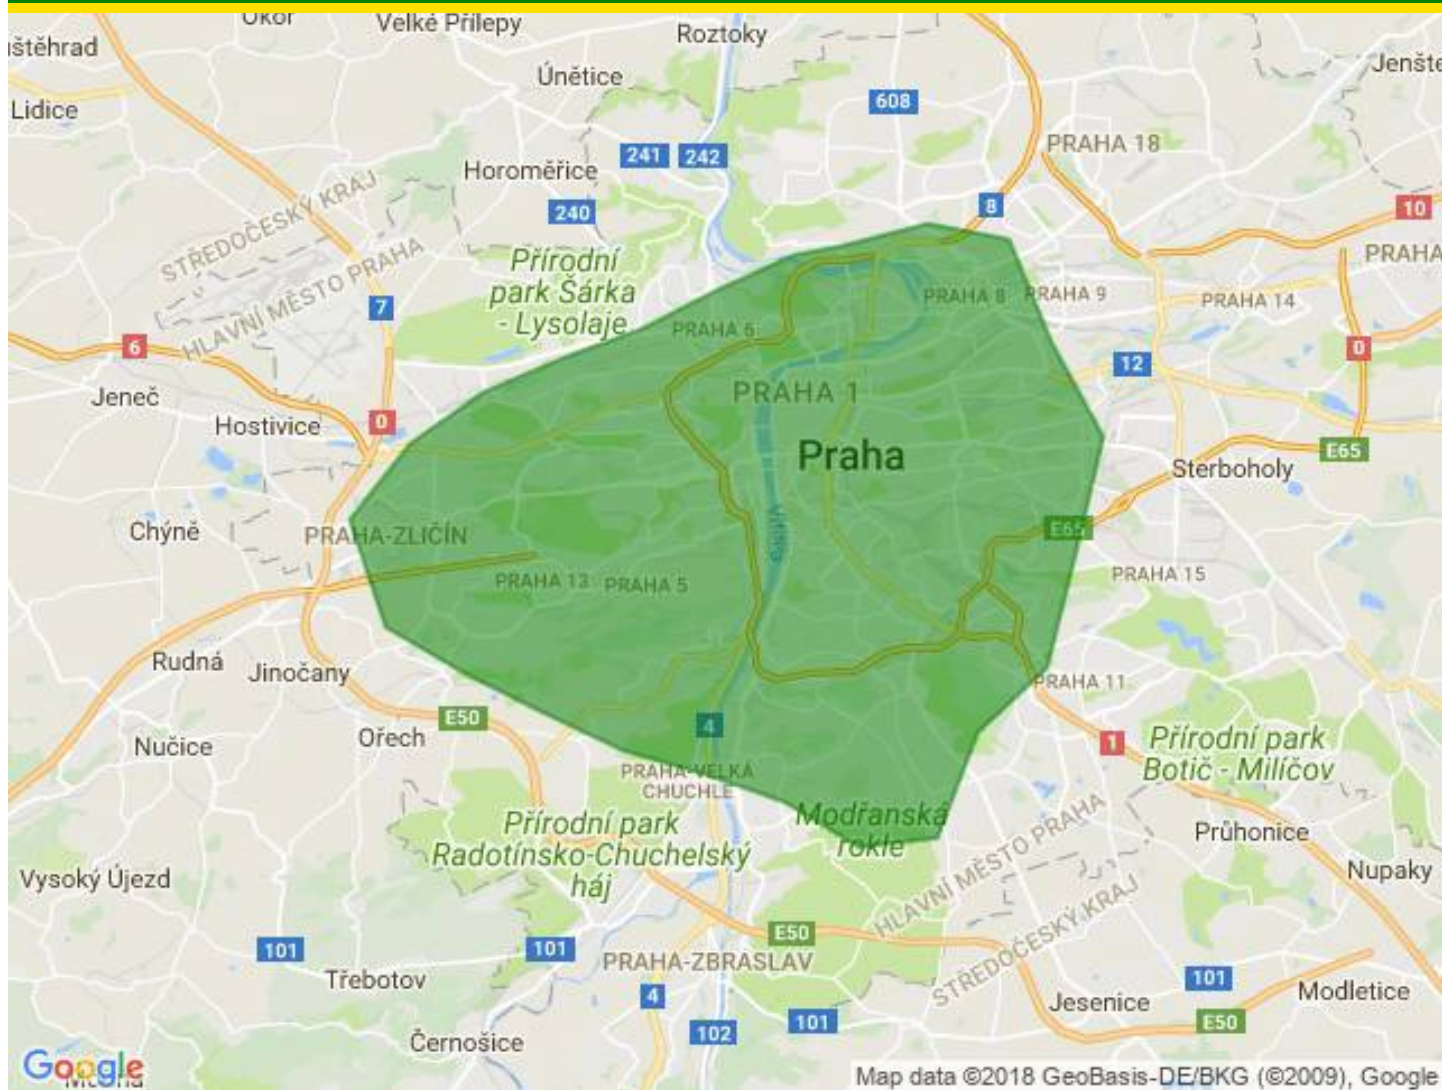 Okoř
Velké Přílepy
Roztoky
Jenšte
uštěhrad
Únětice
Lidice
608
PRAHA 18
241
242
Horoměřice
STŘEDOČESKÝ KRAJ
HLAVNÍ MĚSTO PRAHA
240
8
10
Přírodní
park Šárka
- Lysolaje
PRAHA
7
PRAHA 8
PRAHA 9
PRAHA 14
PRAHA 6
6
0
12
Jeneč
PRAHA 1
Hostivice
0
Praha
E65
Sterboholy
Chýně
PRAHA-ZLIČÍN
Vltava
E65
PRAHA 13
PRAHA 5
PRAHA 15
Rudná
Jinočany
PRAHA 11
E50
4
Ořech
Nučice
1
Přírodní park
Botič - Milíčov
PRAHA-VELKÁ
CHUCHLE
Modřanská
rokle
Přírodní park
Radotínsko-Chuchelský
háj
HLAVNÍ MĚSTO PRAHA
STŘEDOČESKÝ KRAJ
Průhonice
Nupaky
Vysoký Újezd
E50
101
101
PRAHA-ZBRASLAV
Třebotov
4
101
Modletice
Jesenice
101
E50
102
Černošice
Google
Map data ©2018 GeoBasis-DE/BKG (©2009), Google